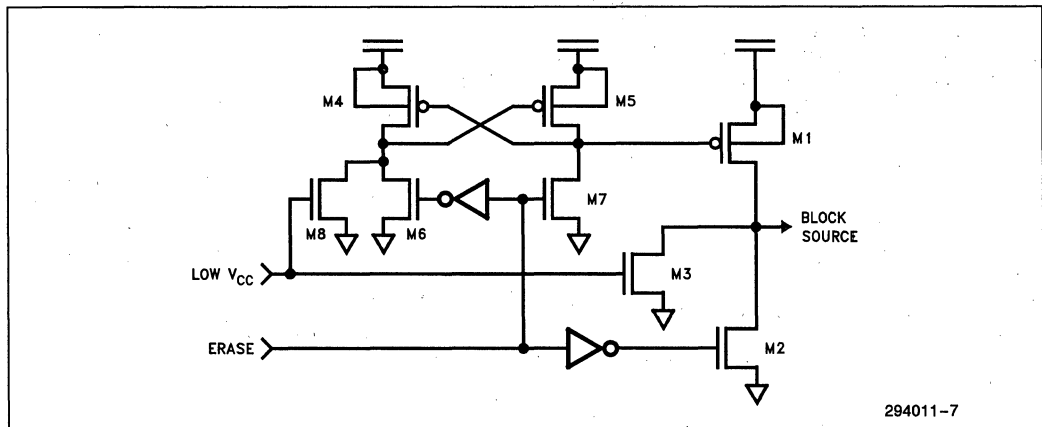 M4
M5
M1
M8
M6
M7
BLOCK
SOURCE
LOW VCC
M3
ERASE
M2
294011-7